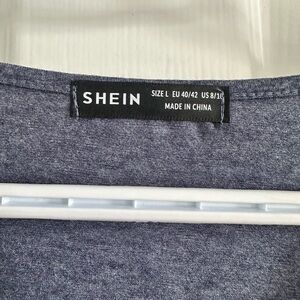 SHEIN
SIZE L EU 40/42 US 8/10
MADE IN CHINA